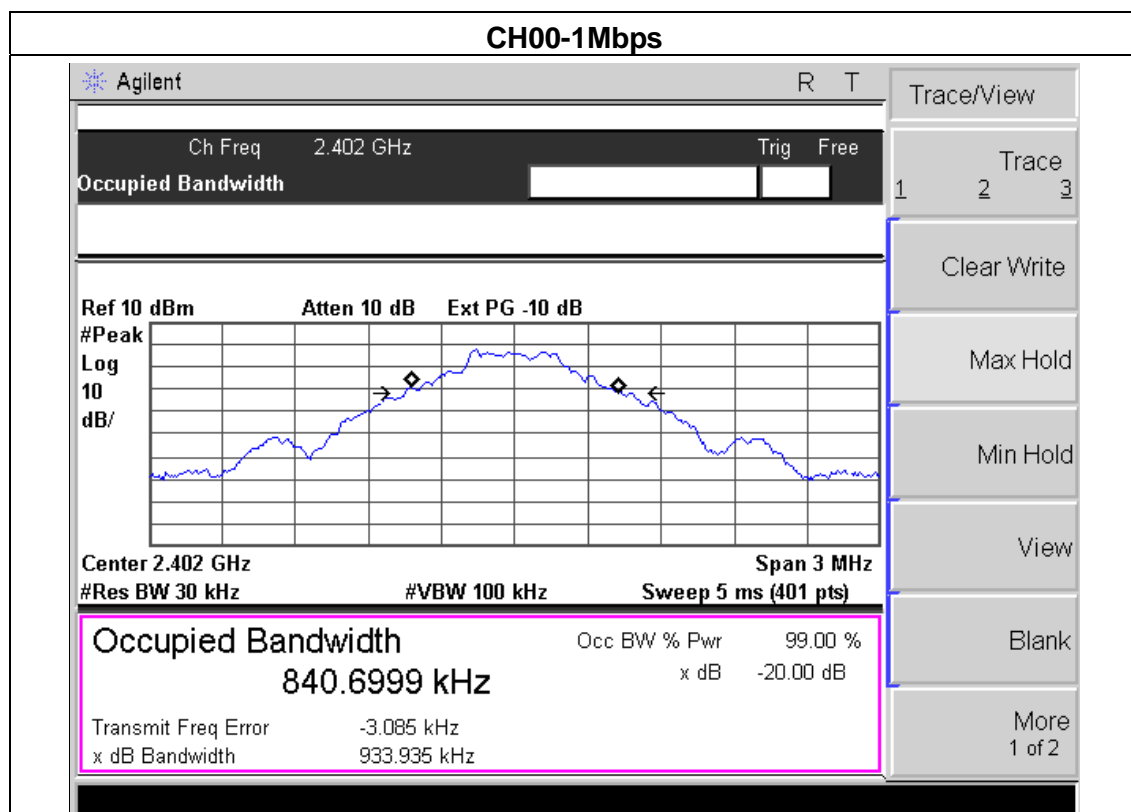 CH00-1Mbps
Agilent R T
Trace/View
Ch Freq 2.402 GHz Trig Free
Occupied Bandwidth
Trace
1 2 3
Clear Write
Ref 10 dBm Atten 10 dB Ext PG -10 dB
#Peak
Log
10
dB/
Max Hold
Min Hold
View
Center 2.402 GHz Span 3 MHz
#Res BW 30 kHz #VBW 100 kHz Sweep 5 ms (401 pts)
Occupied Bandwidth Occ BW % Pwr 99.00 %
840.6999 kHz x dB -20.00 dB
Blank
Transmit Freq Error -3.085 kHz
x dB Bandwidth 933.935 kHz
More
1 of 2